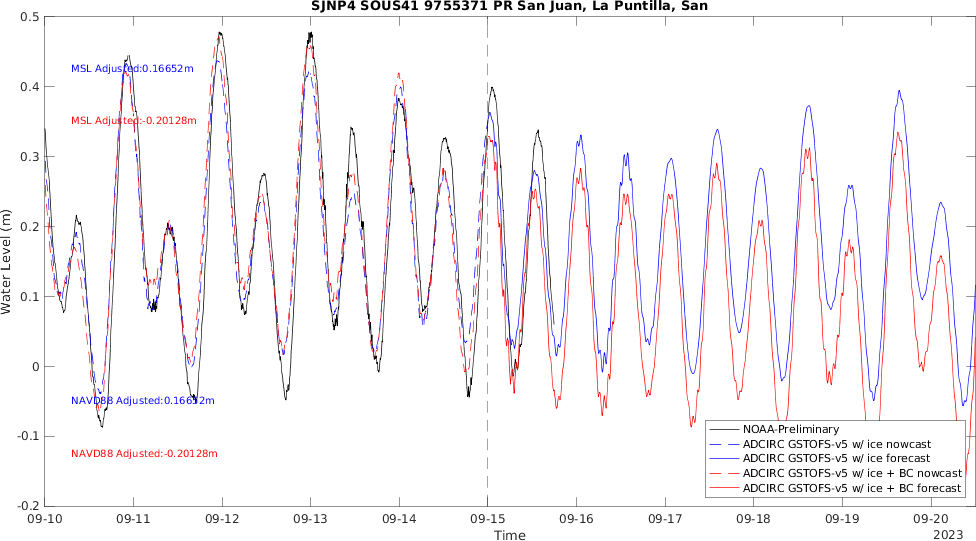 SJNP4 SOUS41 9755371 PR San Juan, La Puntilla, San
0.5
0.4
0.3
0.2
0.1
0
-0.1
-0.2
Water Level (m)
MSL Adjusted:0.16652m
MSL Adjusted:-0.20128m
NAVD88 Adjusted:0.16652m
NAVD88 Adjusted:-0.20128m
NOAA-Preliminary
ADCIRC GSTOFS-v5 w/ ice nowcast
ADCIRC GSTOFS-v5 w/ ice forecast
ADCIRC GSTOFS-v5 w/ ice + BC nowcast
ADCIRC GSTOFS-v5 w/ ice + BC forecast
09-10 09-11 09-12 09-13 09-14 09-15 09-16 09-17 09-18 09-19 09-20
Time
2023